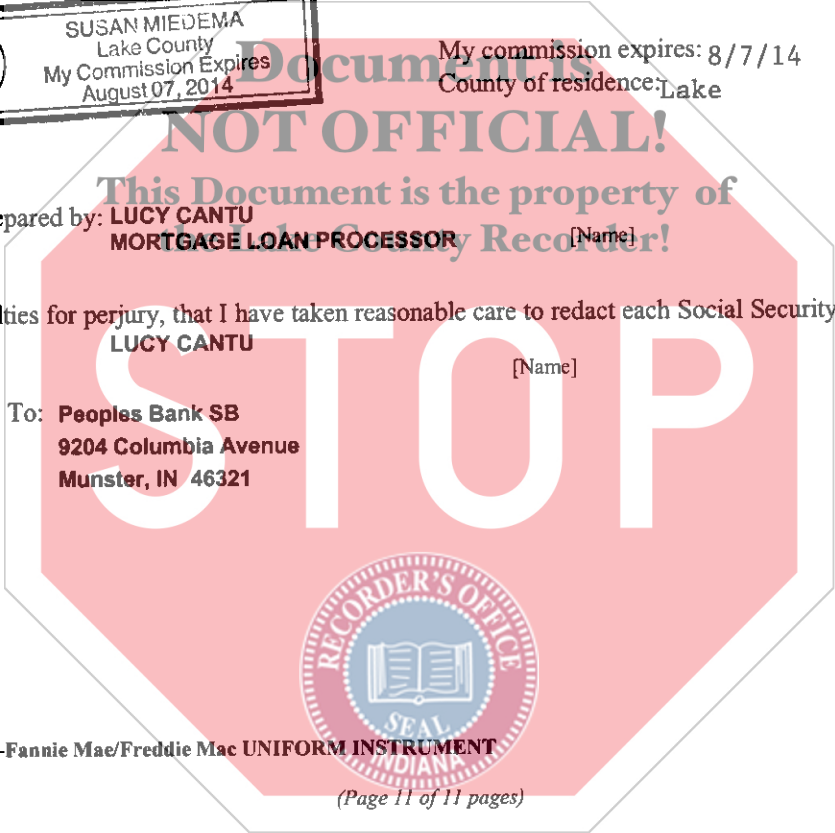 SUSAN MIEDEMA
Lake County
My Commission Expires
August 07, 2014
My commission expires: 8/7/14
County of residence: Lake
Document is
NOT OFFICIAL!
This Document is the property of
the Lake County Recorder!
epared by: LUCY CANTU
MORTGAGE LOAN PROCESSOR [Name]
lties for perjury, that I have taken reasonable care to redact each Social Security
LUCY CANTU
[Name]
To: Peoples Bank SB
9204 Columbia Avenue
Munster, IN 46321
STOP
RECORDER'S OFFICE
SEAL
INDIANA
-Fannie Mae/Freddie Mac UNIFORM INSTRUMENT
(Page 11 of 11 pages)